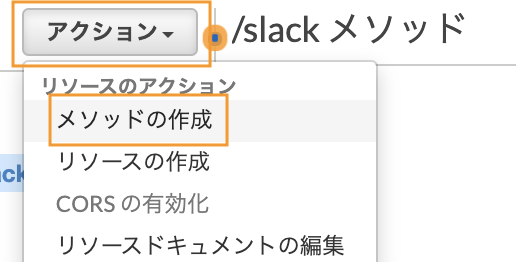 アクション
/slack メソッド
リソースのアクション
メソッドの作成
リソースの作成
ack
CORS の有効化
リソースドキュメントの編集